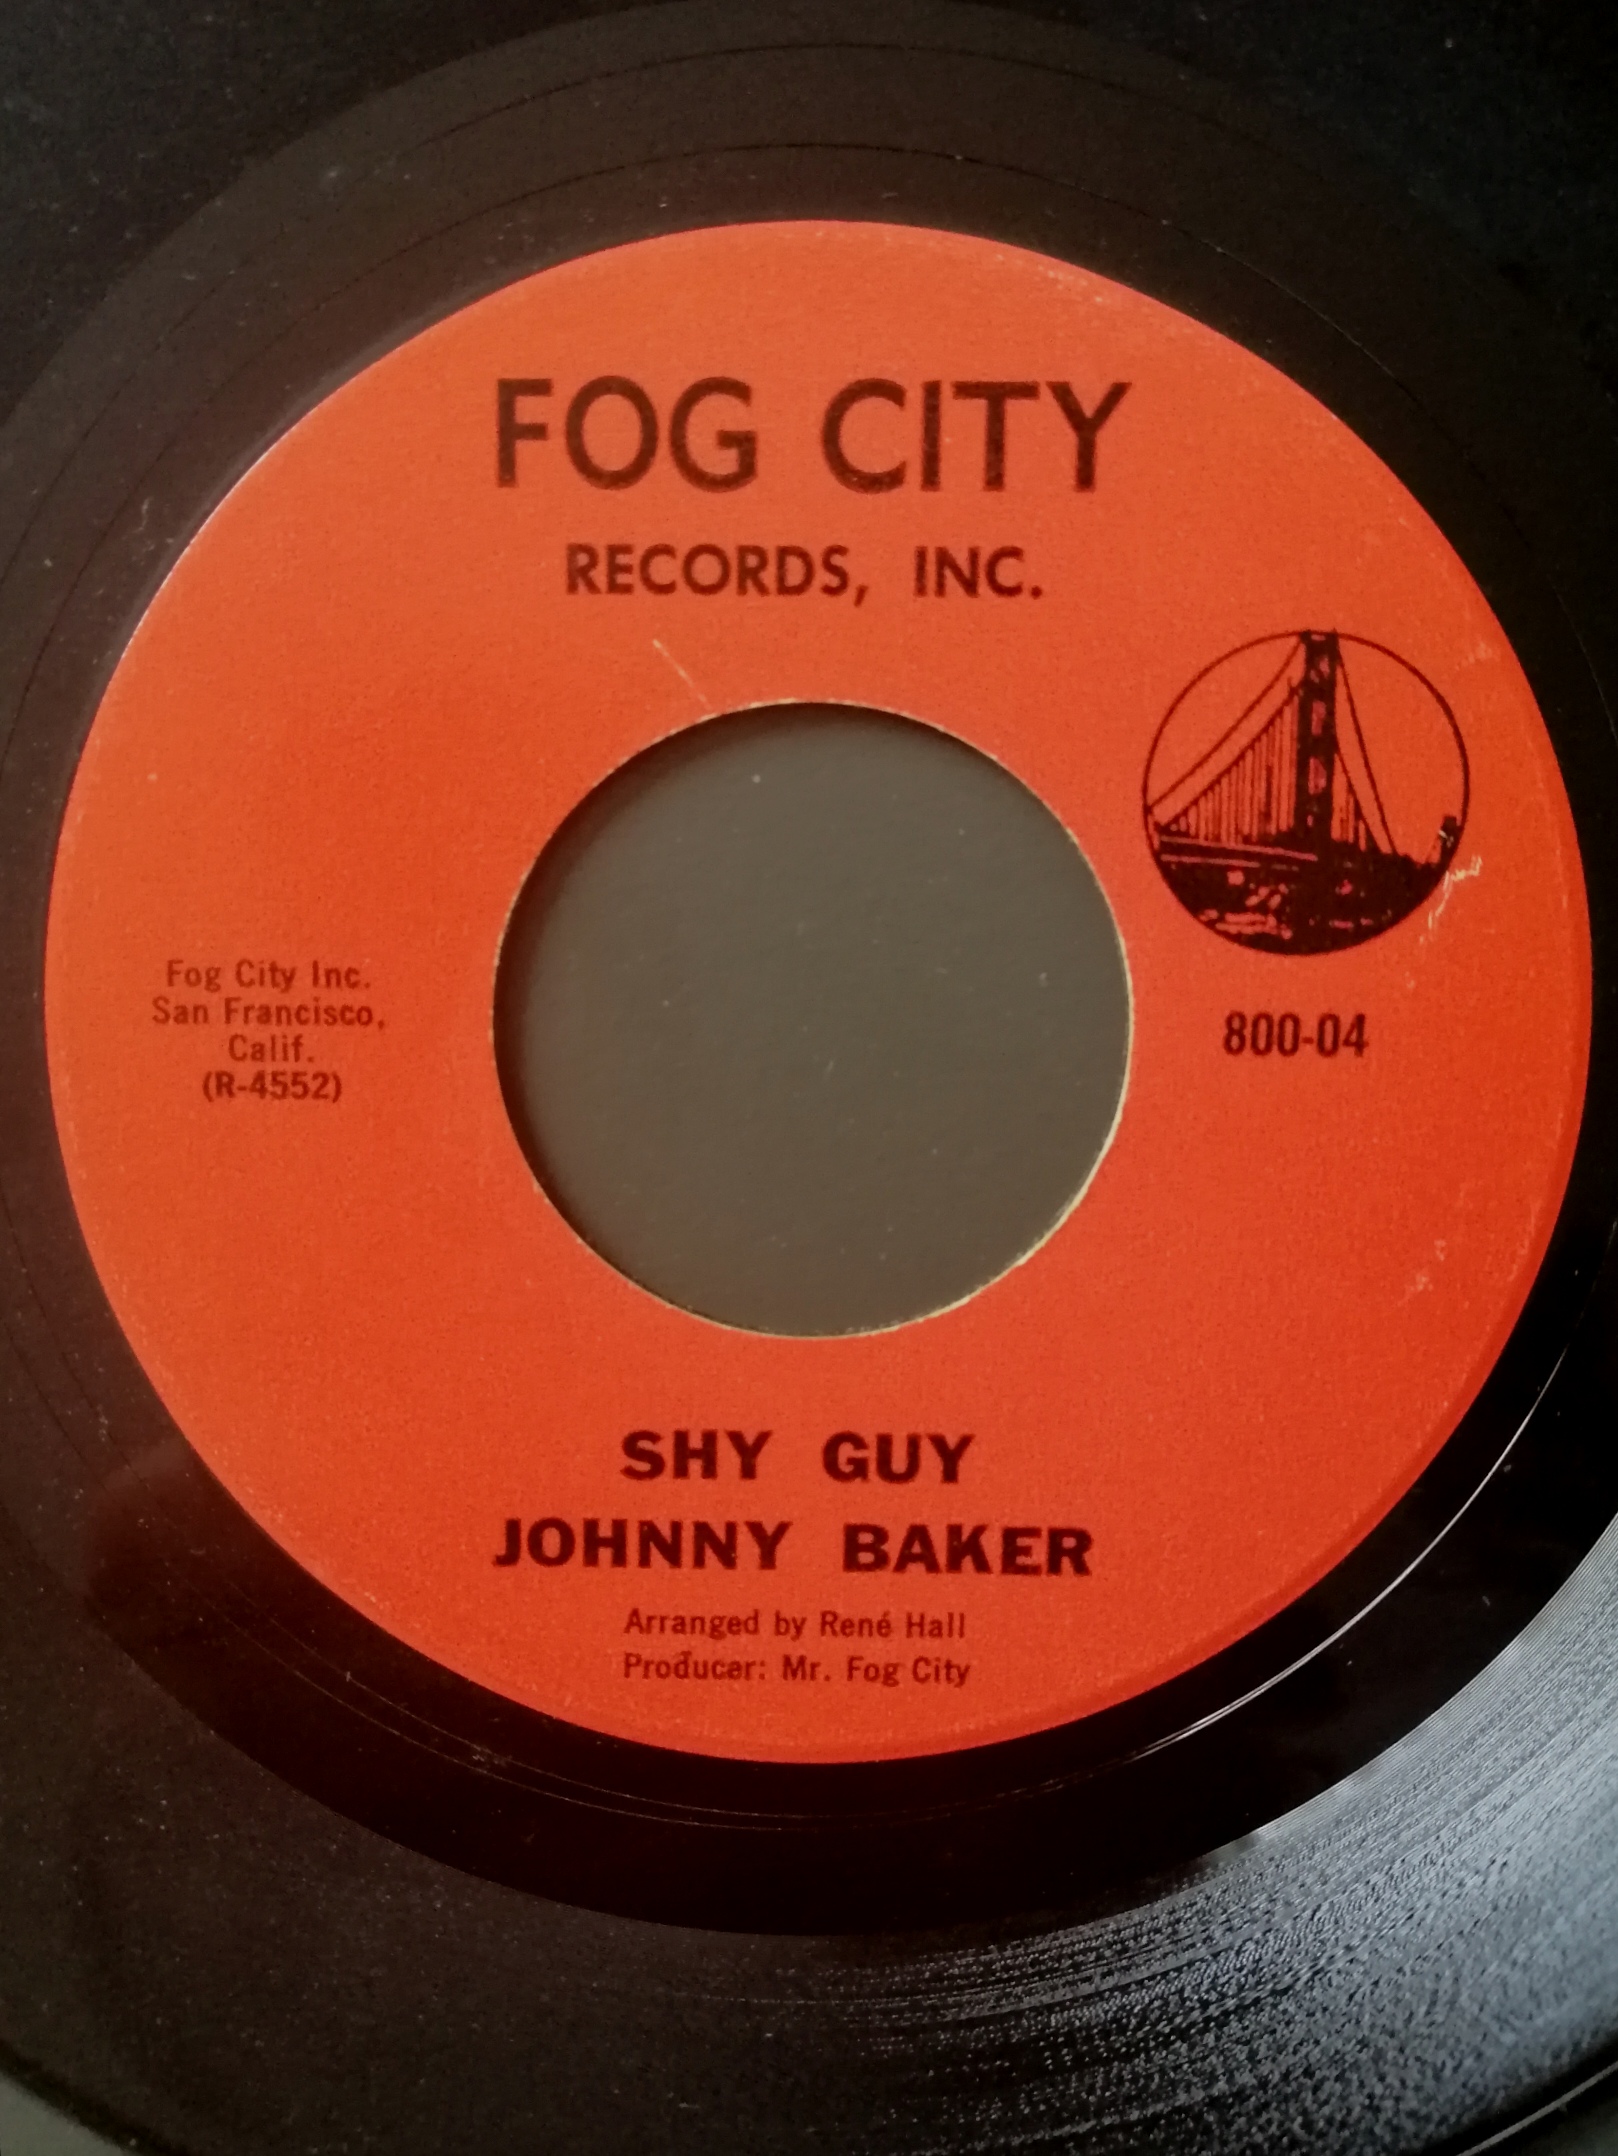 FOG CITY
RECORDS, INC.
Fog City Inc.
San Francisco,
Calif.
(R-4552)
800-04
SHY GUY
JOHNNY BAKER
Arranged by René Hall
Producer: Mr. Fog City